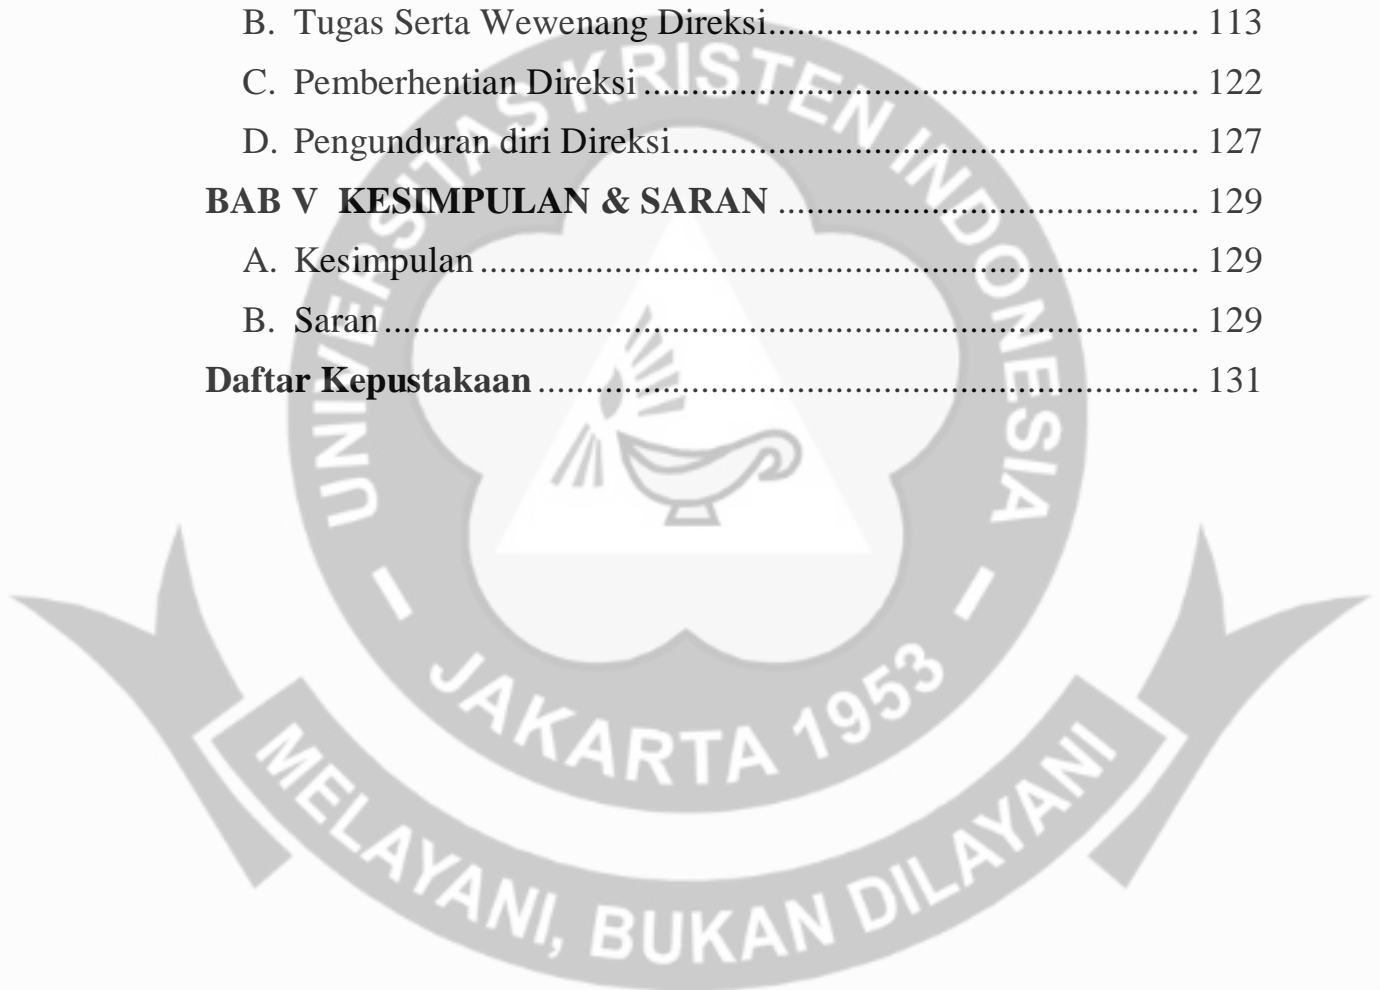 B. Tugas Serta Wewenang Direksi............................................. 113
C. Pemberhentian Direksi........................................................... 122
D. Pengunduran diri Direksi....................................................... 127
BAB V KESIMPULAN & SARAN............................................ 129
A. Kesimpulan............................................................................ 129
B. Saran...................................................................................... 129
Daftar Kepustakaan...................................................................... 131
UNIVERSITAS KRISTEN INDONESIA
JAKARTA 1953
MELAYANI, BUKAN DILAYANI